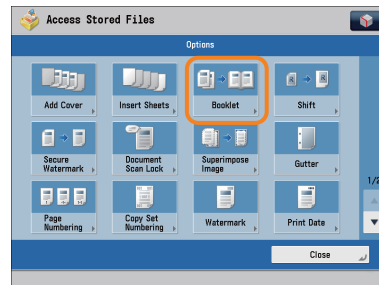 Access Stored Files
Options
Add Cover
Insert Sheets
Booklet
Shift
Secure
Watermark
Document
Scan Lock
Superimpose
Image
Gutter
1/2
Page
Numbering
Copy Set
Numbering
Watermark
Print Date
Close